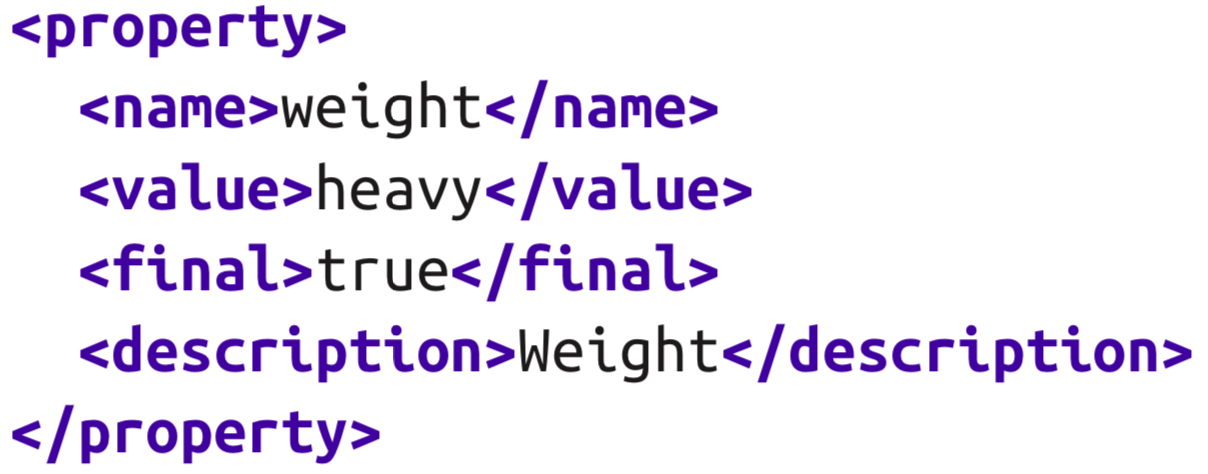 <property>
  <name>weight</name>
  <value>heavy</value>
  <final>true</final>
  <description>Weight</description>
</property>